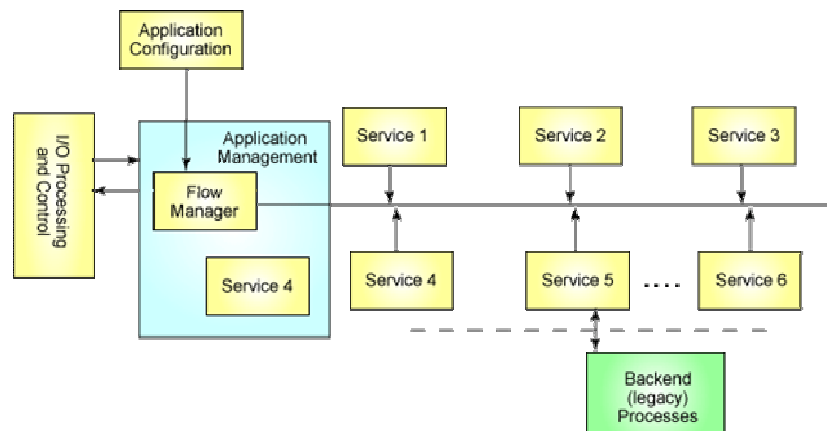 Application
Configuration
I/O Processing
and Control
Application
Management
Flow
Manager
Service 4
Service 1
Service 2
Service 3
Service 4
Service 5
....
Service 6
Backend
(legacy)
Processes